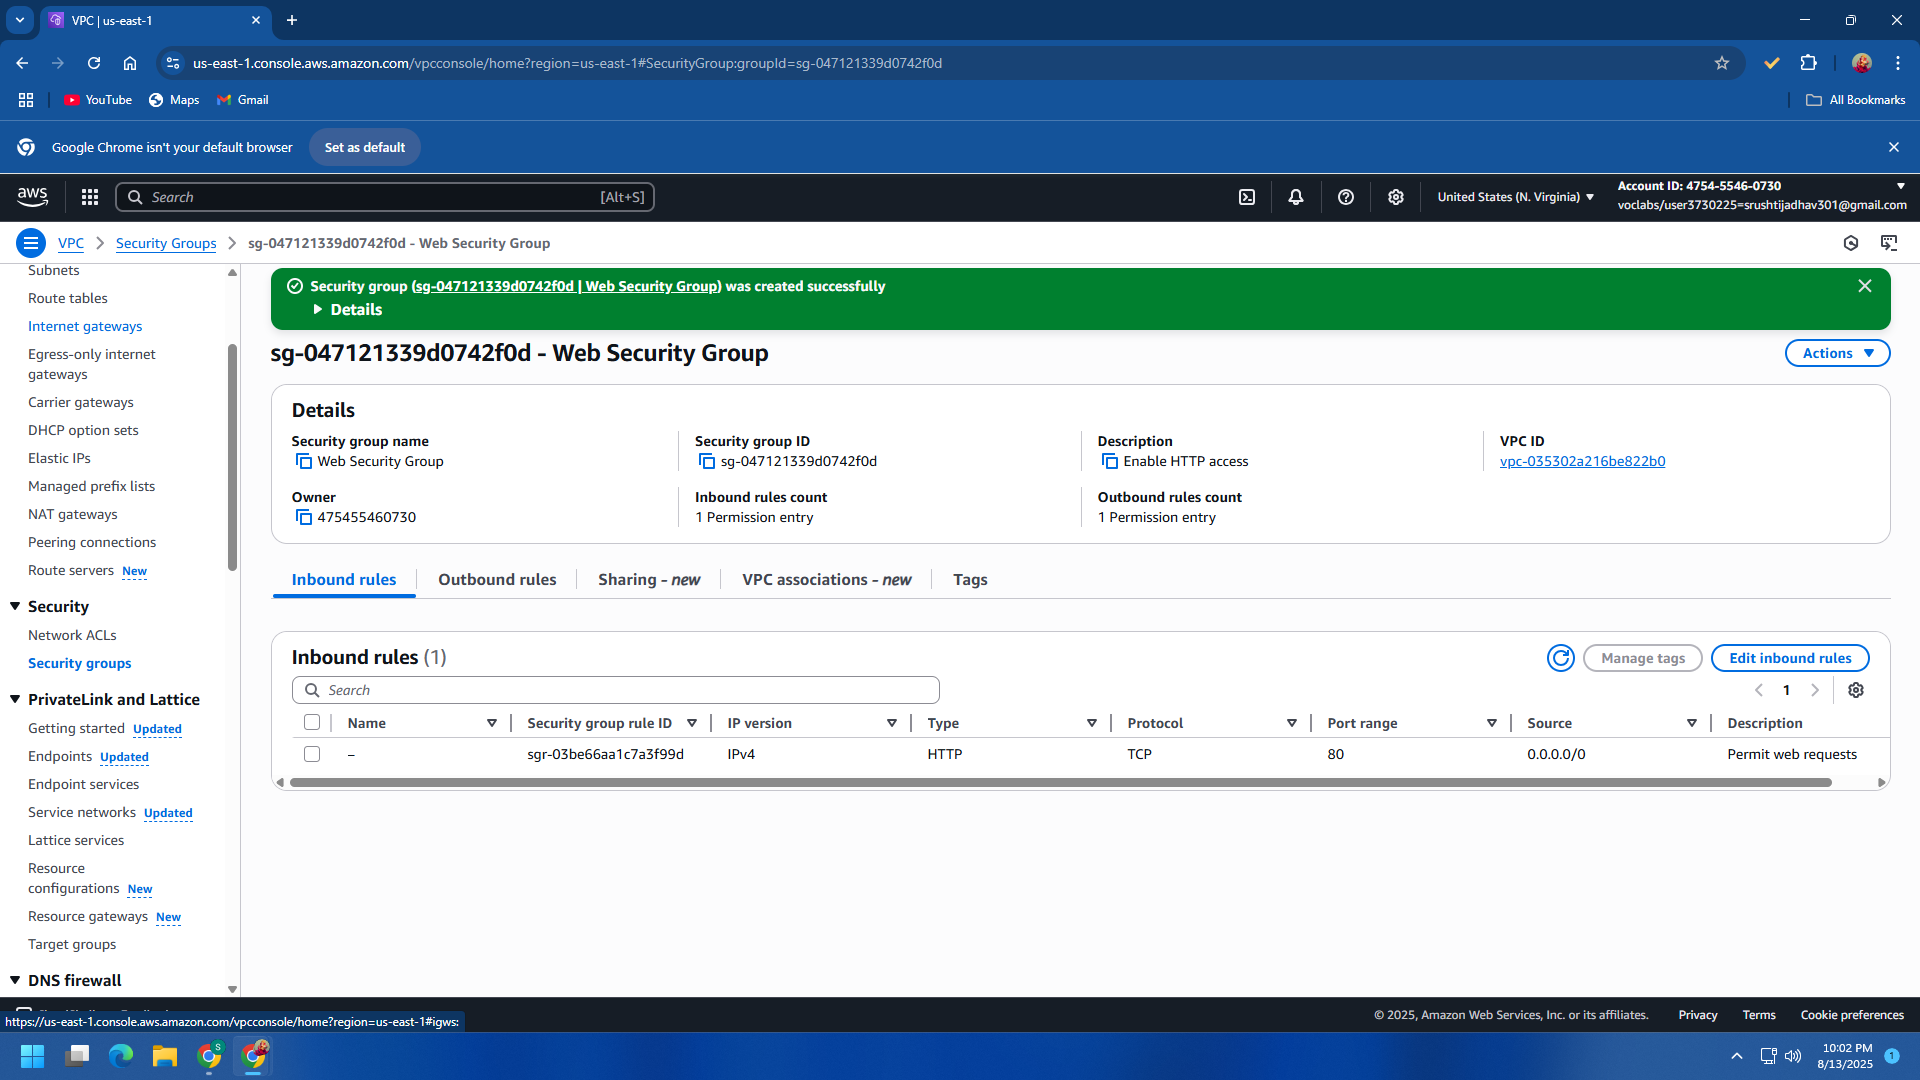 VPC | us-east-1
us-east-1.console.aws.amazon.com/vpcconsole/home?region=us-east-1#SecurityGroup:groupId=sg-047121339d0742f0d
YouTube
Maps
Gmail
All Bookmarks
Google Chrome isn't your default browser
Set as default
aws
Search
[Alt+S]
United States (N. Virginia)
Account ID: 4754-5546-0730
voclabs/user3730225=srushtijadhav301@gmail.com
VPC
Security Groups
sg-047121339d0742f0d - Web Security Group
Subnets
Route tables
Internet gateways
Egress-only internet
gateways
Carrier gateways
DHCP option sets
Elastic IPs
Managed prefix lists
NAT gateways
Peering connections
Route servers New
Security
Network ACLs
Security groups
PrivateLink and Lattice
Getting started Updated
Endpoints Updated
Endpoint services
Service networks Updated
Lattice services
Resource
configurations New
Resource gateways New
Target groups
DNS firewall
Security group (sg-047121339d0742f0d | Web Security Group) was created successfully
Details
sg-047121339d0742f0d - Web Security Group
Actions
Details
Security group name
Web Security Group
Security group ID
sg-047121339d0742f0d
Description
Enable HTTP access
VPC ID
vpc-035302a216be822b0
Owner
475455460730
Inbound rules count
1 Permission entry
Outbound rules count
1 Permission entry
Inbound rules
Outbound rules
Sharing - new
VPC associations - new
Tags
Inbound rules (1)
Manage tags
Edit inbound rules
Search
1
Name Security group rule ID IP version Type Protocol Port range Source Description
– sgr-03be66aa1c7a3f99d IPv4 HTTP TCP 80 0.0.0.0/0 Permit web requests
© 2025, Amazon Web Services, Inc. or its affiliates.
Privacy
Terms
Cookie preferences
https://us-east-1.console.aws.amazon.com/vpcconsole/home?region=us-east-1#igws:
S
10:02 PM
8/13/2025
1